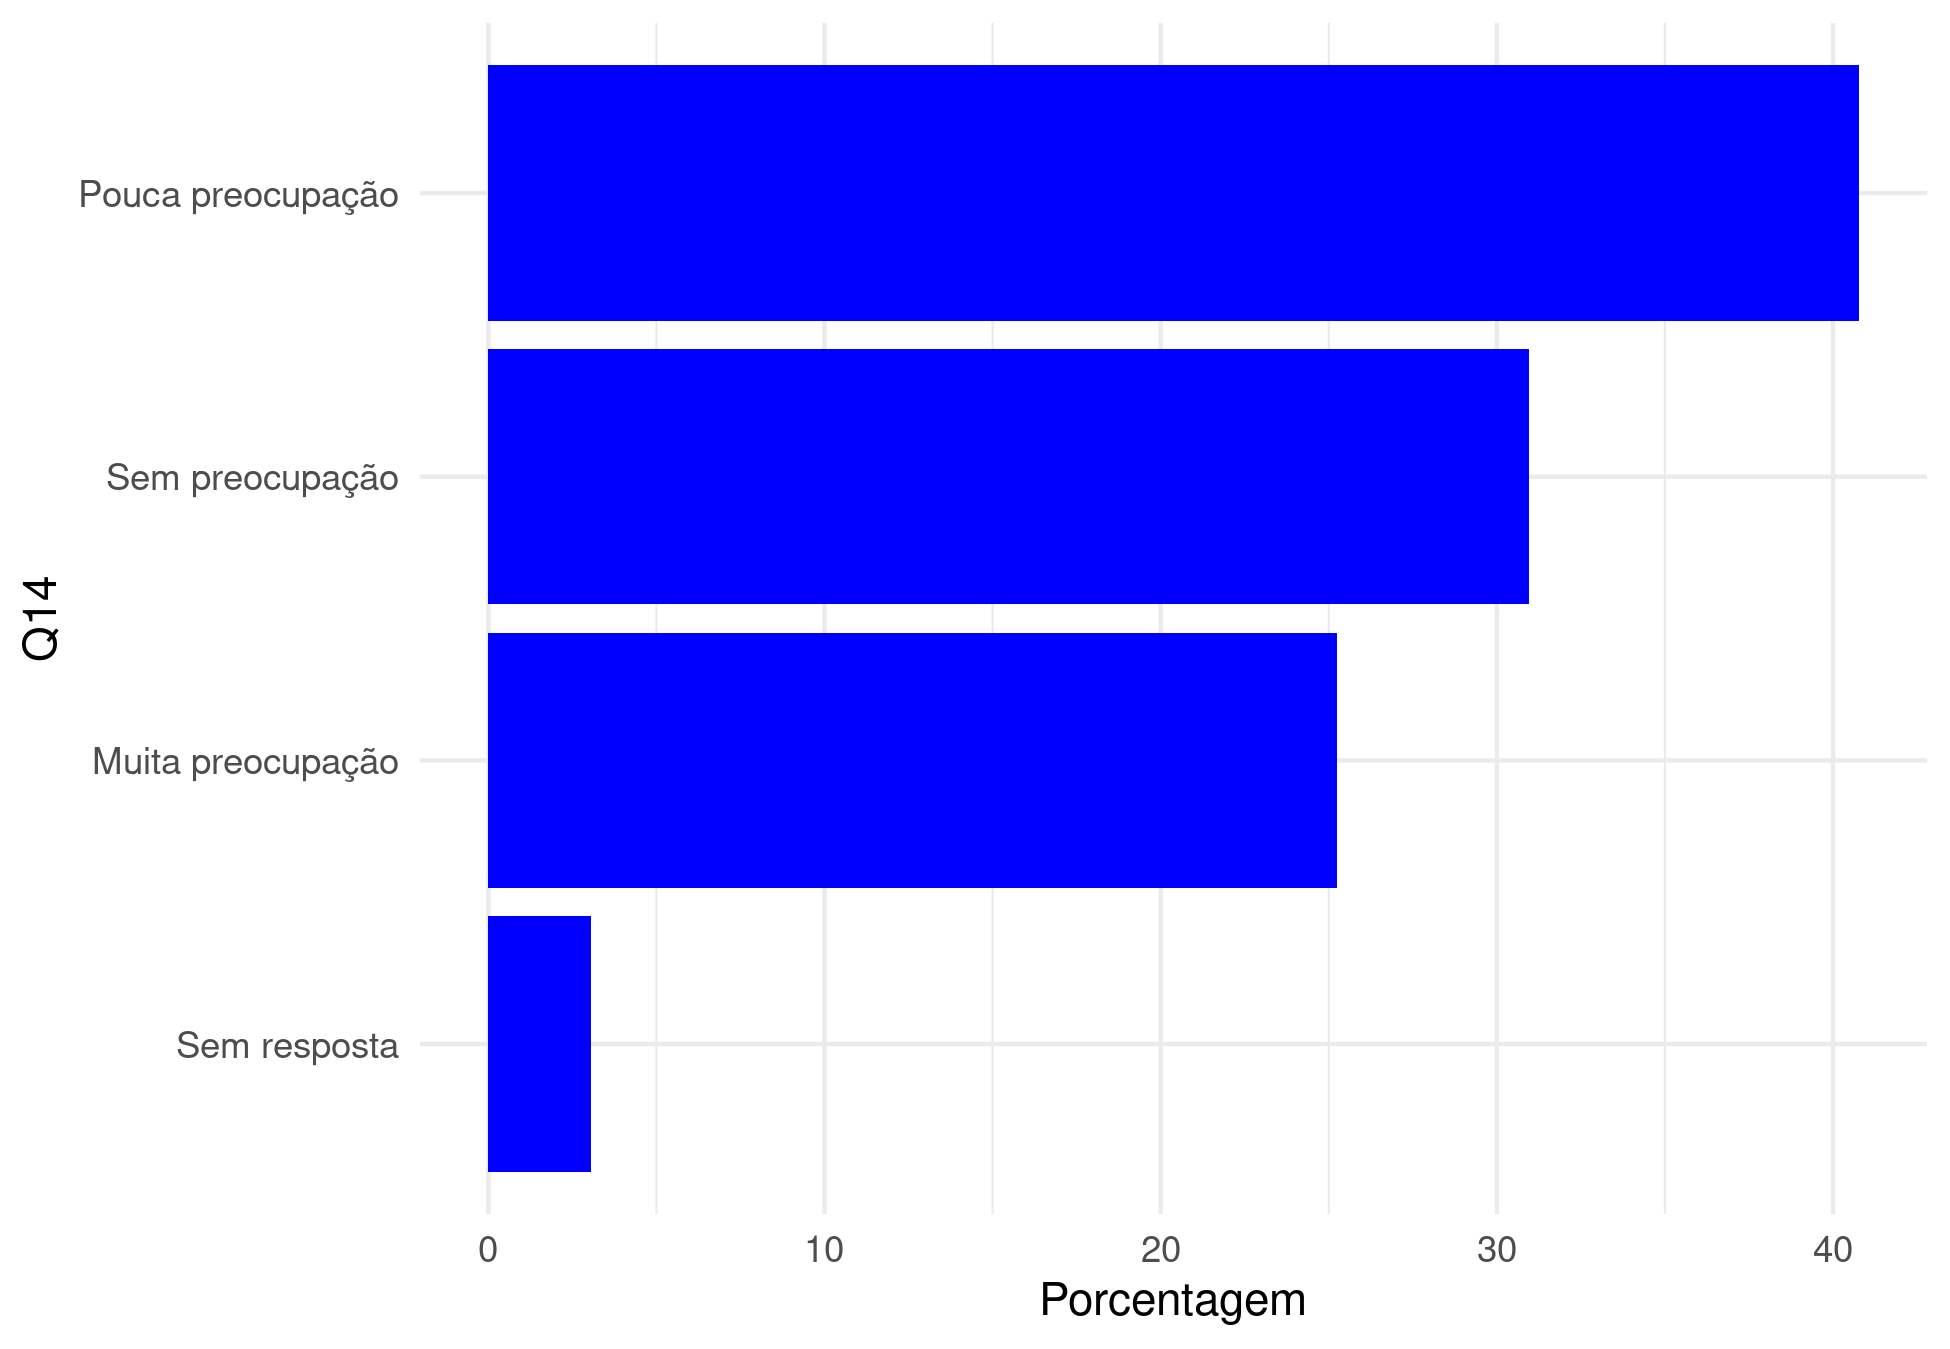 Pouca preocupação
Sem preocupação
Muita preocupação
Sem resposta
Q14
0 10 20 30 40
Porcentagem